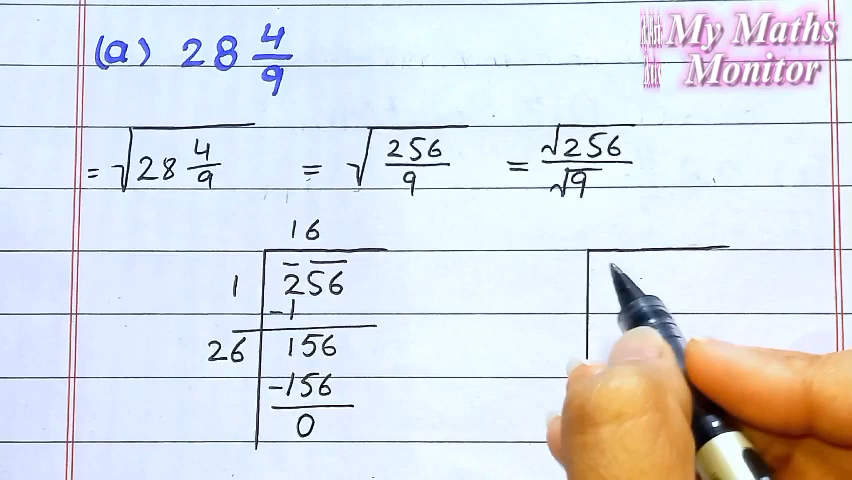 (a) 28 4/9
My Maths
Monitor
= √28 4/9 = √256/9 = √256/√9
16
1 256
-1
26 156
-156
0